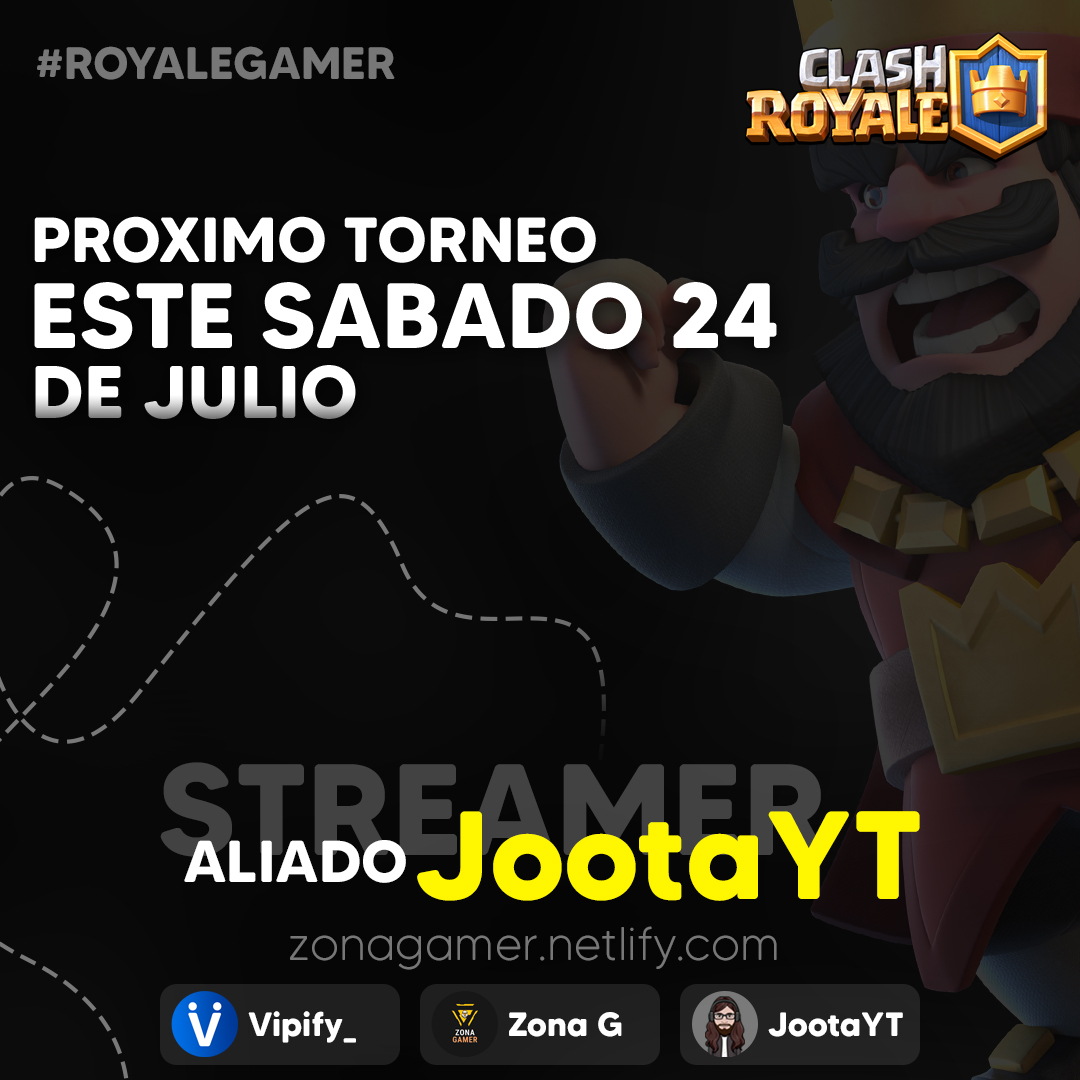 #ROYALEGAMER
CLASH
ROYALE
PROXIMO TORNEO
ESTE SABADO 24
DE JULIO
STREAMER
ALIADO JootaYT
zonagamer.netlify.com
Vipify_
ZONA
GAMER
Zona G
JootaYT